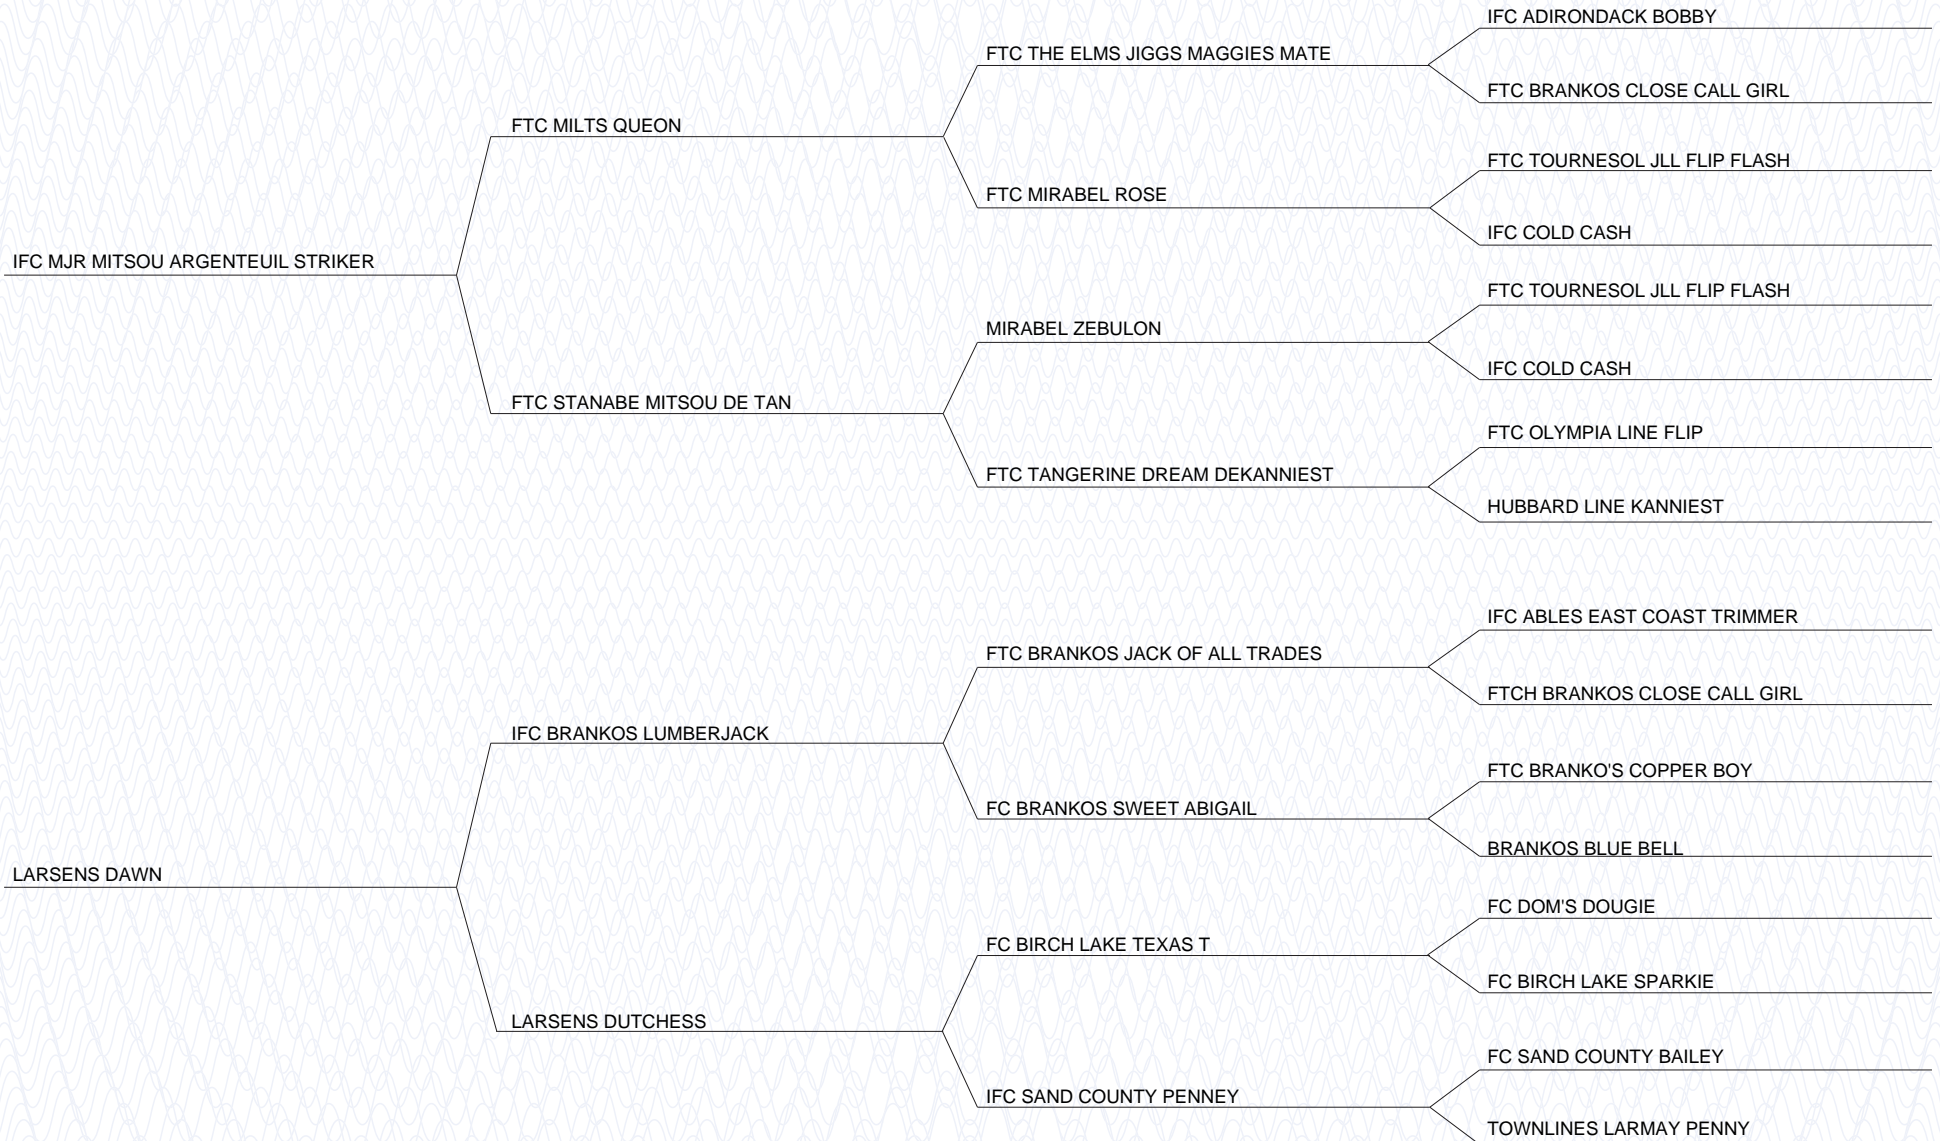 IFC ADIRONDACK BOBBY
FTC THE ELMS JIGGS MAGGIES MATE
FTC BRANKOS CLOSE CALL GIRL
FTC MILTS QUEON
FTC TOURNESOL JLL FLIP FLASH
FTC MIRABEL ROSE
IFC COLD CASH
IFC MJR MITSOU ARGENTEUIL STRIKER
FTC TOURNESOL JLL FLIP FLASH
MIRABEL ZEBULON
IFC COLD CASH
FTC STANABE MITSOU DE TAN
FTC OLYMPIA LINE FLIP
FTC TANGERINE DREAM DEKANNIEST
HUBBARD LINE KANNIEST
IFC ABLES EAST COAST TRIMMER
FTC BRANKOS JACK OF ALL TRADES
FTCH BRANKOS CLOSE CALL GIRL
IFC BRANKOS LUMBERJACK
FTC BRANKO'S COPPER BOY
FC BRANKOS SWEET ABIGAIL
BRANKOS BLUE BELL
LARSENS DAWN
FC DOM'S DOUGIE
FC BIRCH LAKE TEXAS T
FC BIRCH LAKE SPARKIE
LARSENS DUTCHESS
FC SAND COUNTY BAILEY
IFC SAND COUNTY PENNEY
TOWNLINES LARMAY PENNY